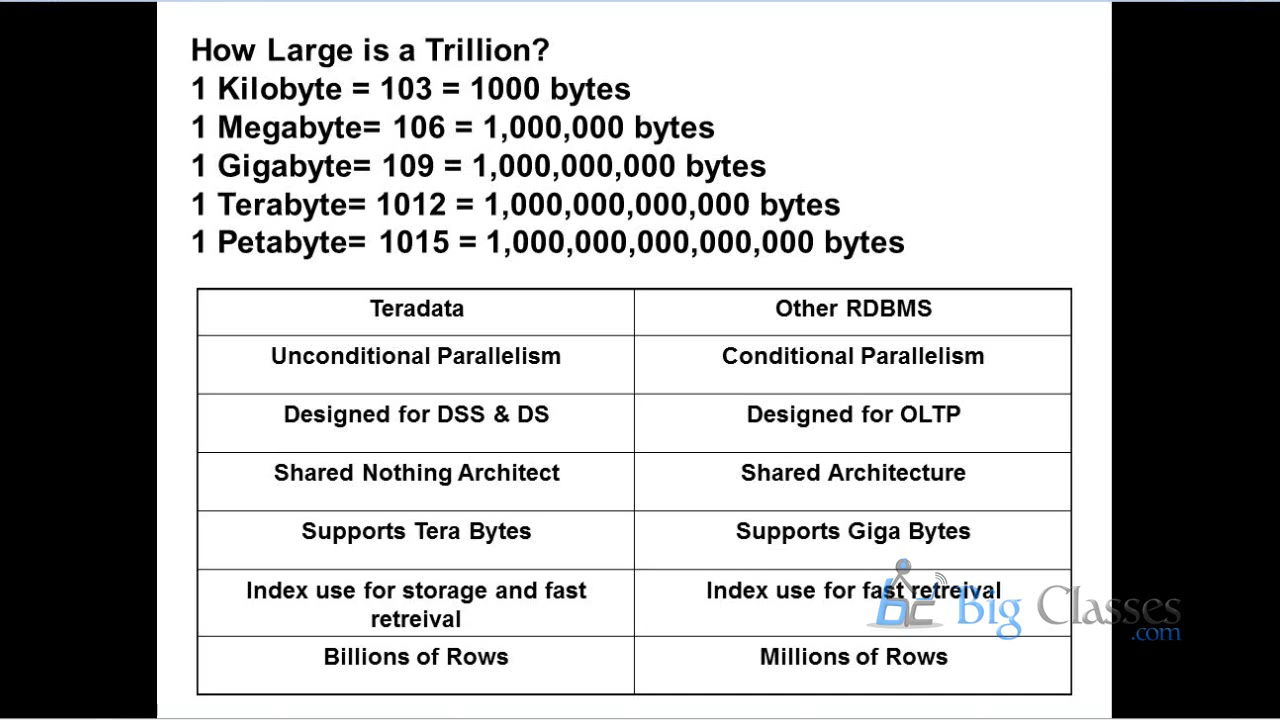 How Large is a Trillion?
1 Kilobyte = 103 = 1000 bytes
1 Megabyte= 106 = 1,000,000 bytes
1 Gigabyte= 109 = 1,000,000,000 bytes
1 Terabyte= 1012 = 1,000,000,000,000 bytes
1 Petabyte= 1015 = 1,000,000,000,000,000 bytes
Teradata Other RDBMS
Unconditional Parallelism Conditional Parallelism
Designed for DSS & DS Designed for OLTP
Shared Nothing Architect Shared Architecture
Supports Tera Bytes Supports Giga Bytes
Index use for storage and fast Index use for fast retreival
retreival
bc Big Classes
.com
Billions of Rows Millions of Rows